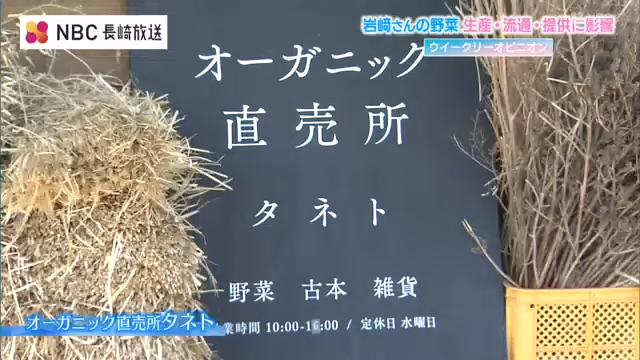 NBC 長崎放送
岩﨑さんの野菜 生産・流通・提供に影響
ウイークリーオピニオン
オーガニック
直売所
タネト
野菜 古本 雑貨
業時間 10:00-16:00 / 定休日 水曜日
オーガニック直売所タネト